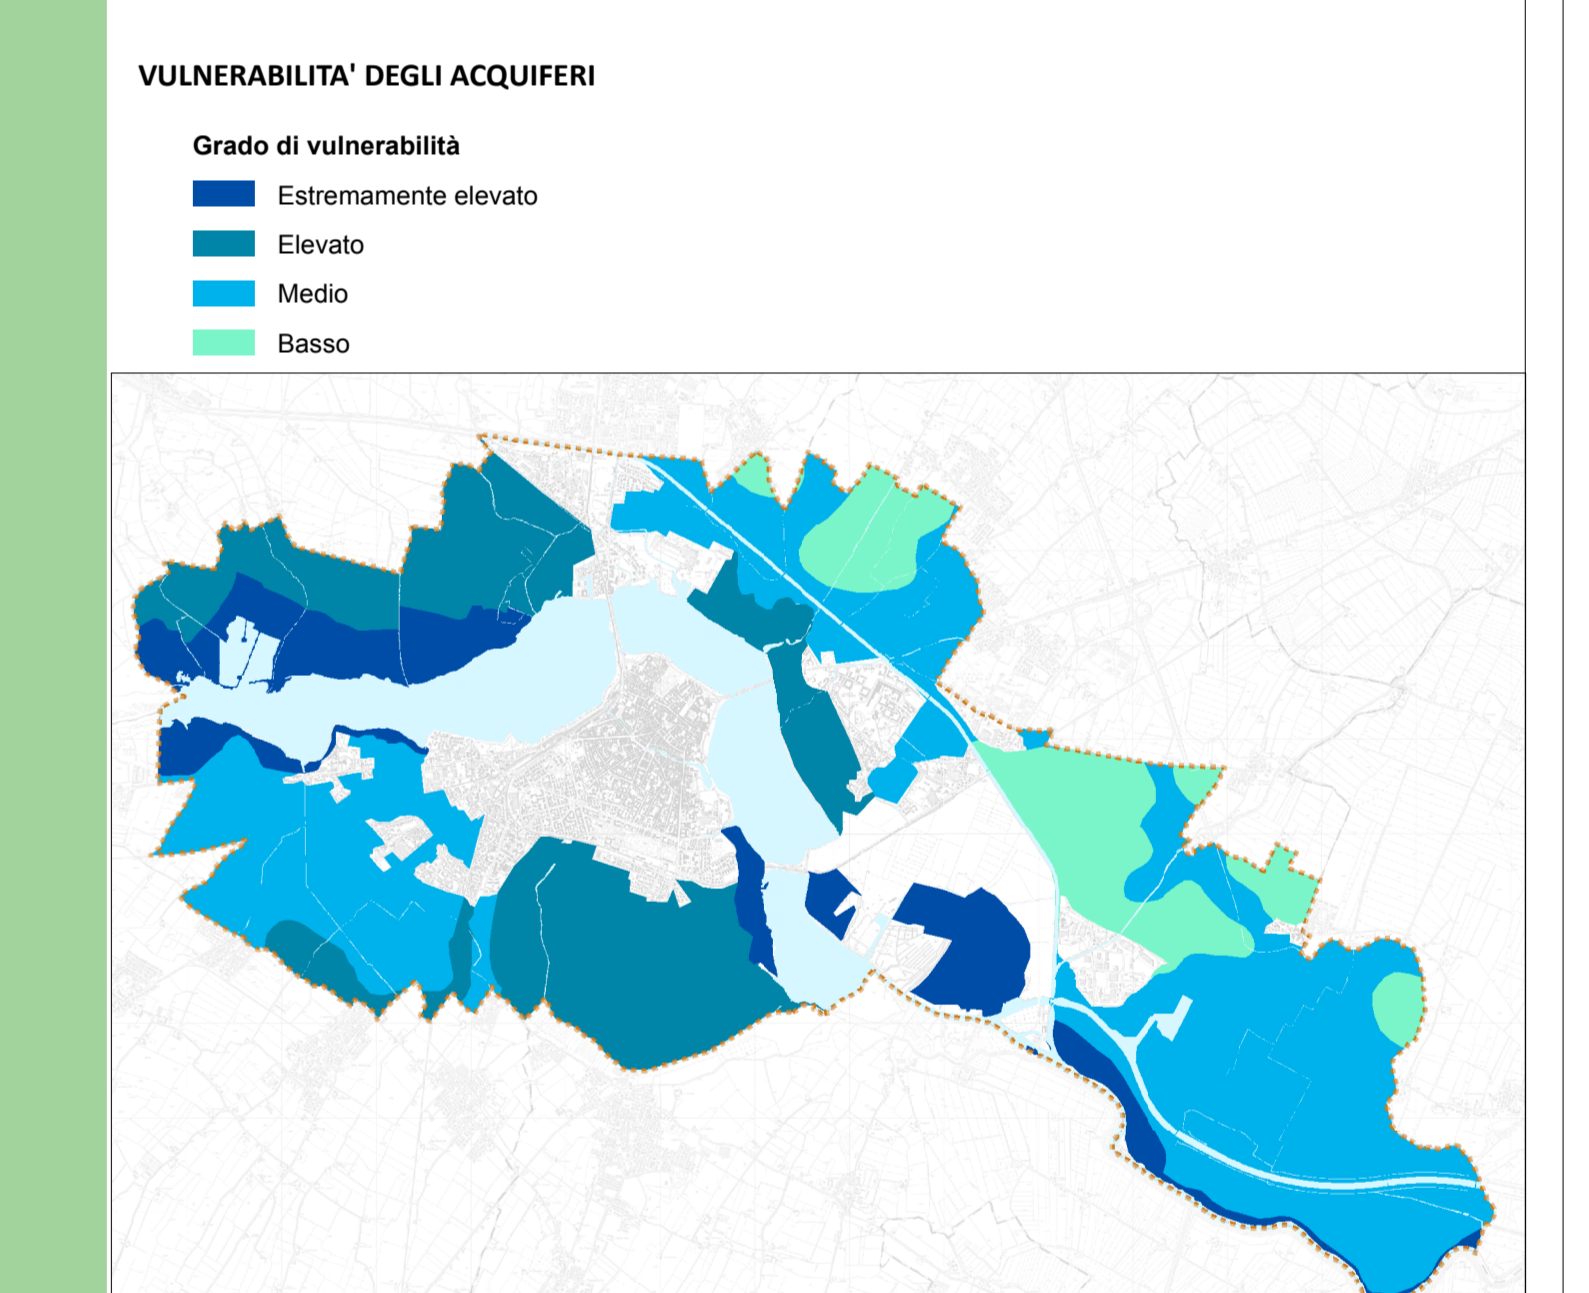 VULNERABILITA' DEGLI ACQUIFERI
Grado di vulnerabilità
Estremamente elevato
Elevato
Medio
Basso